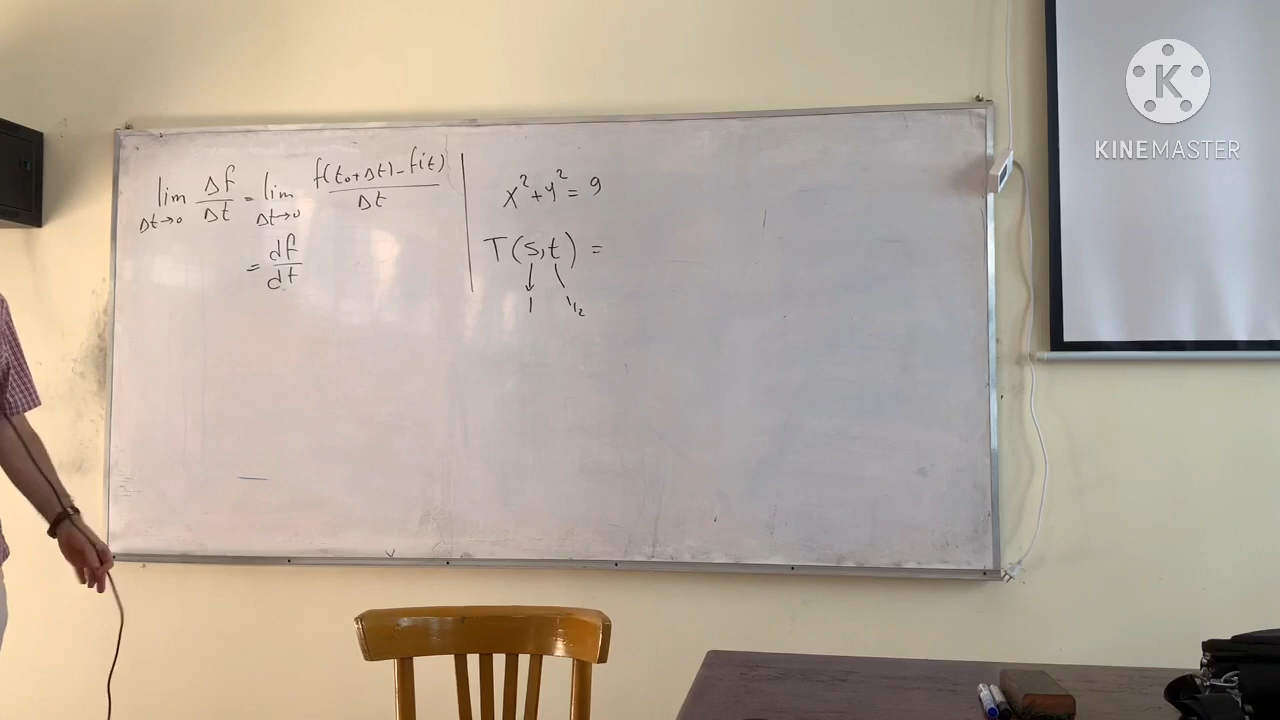 lim Δf/Δt = lim f(t₀+Δt)-f(t)/Δt
Δt→0 Δt→0
= df/dt
x²+y²=9
T(s,t) =
↓ \
1 1/2
K
KINEMASTER